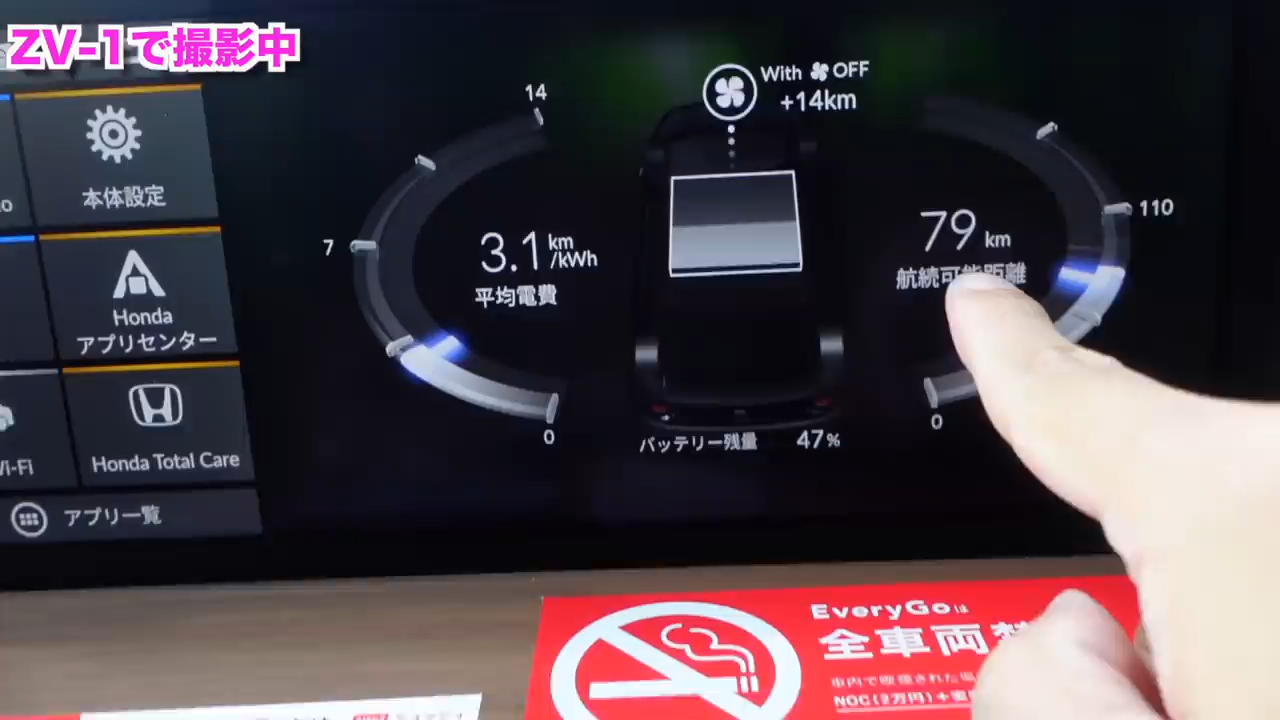 ZV-1で撮影中
本体設定
Honda
アプリセンター
Wi-Fi
Honda Total Care
アプリ一覧
14
7
0
3.1 km/kWh
平均電費
With OFF
+14km
バッテリー残量 47%
79 km
航続可能距離
110
0
EveryGoは
全車両禁
車内で喫煙された
NOC(2万円)+